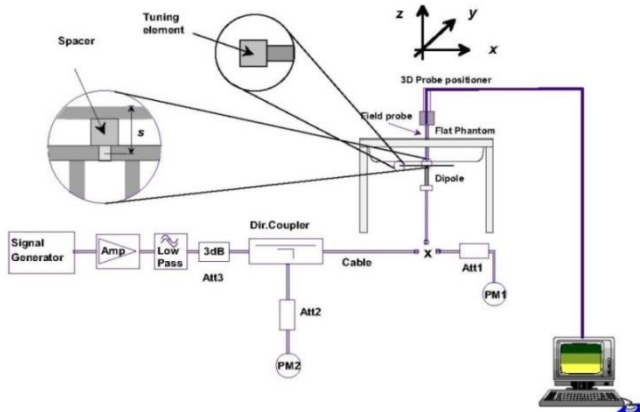 Tuning
element
Spacer
s
z
y
x
3D Probe positioner
Field probe
Flat Phantom
Dipole
Dir.Coupler
Signal
Generator
Amp
Low
Pass
3dB
Att3
Cable
x
Att1
PM1
Att2
PM2